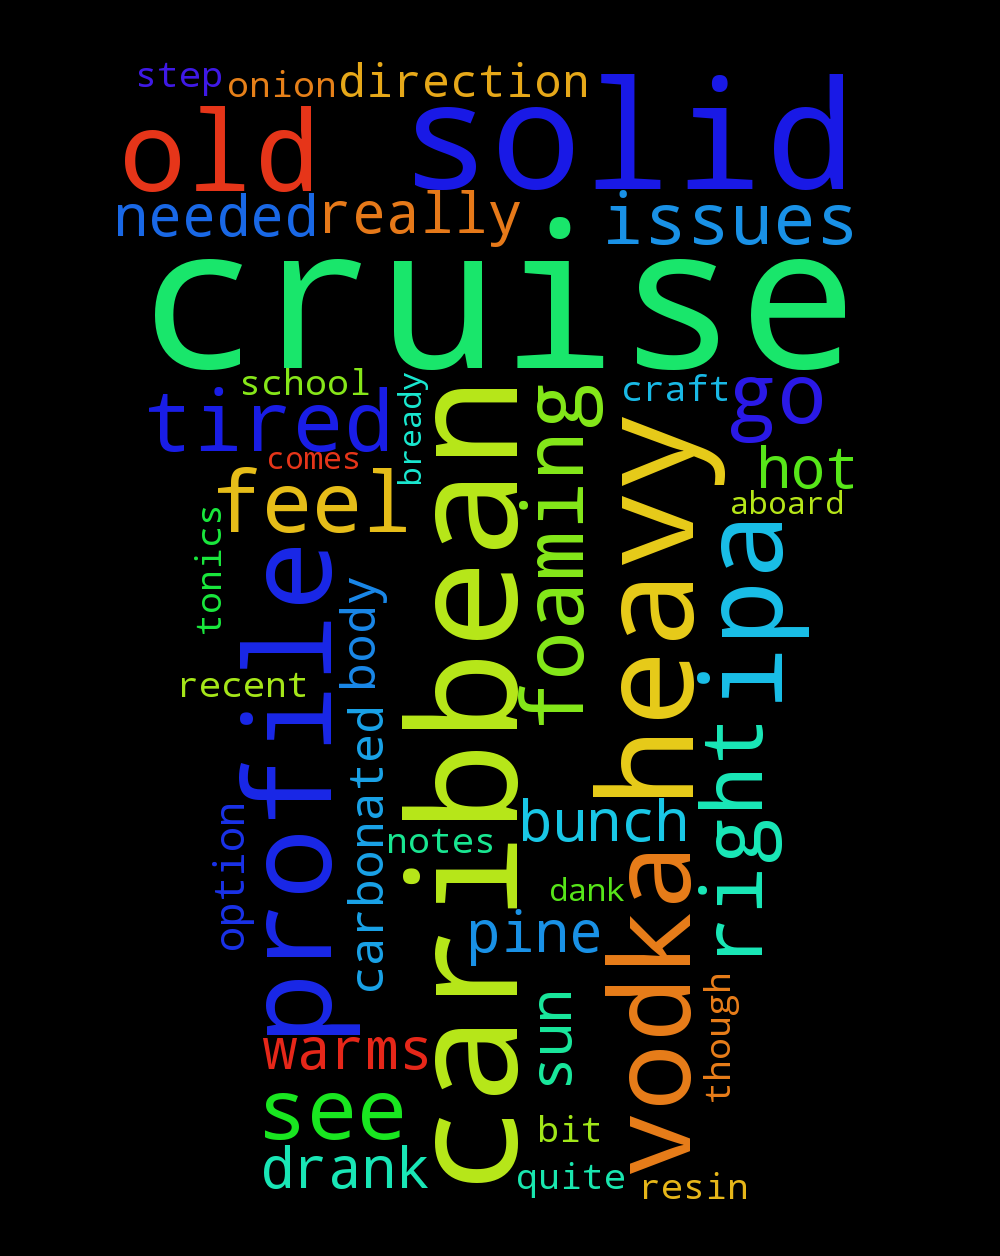 step onion direction
old solid
needed really issues
cruise
school craft go
tired bready
comes hot
feel aboard
caribbean
foaming
heavy
ipa
tonics
profile
body
recent
carbonated
right
option
bunch
notes
vodka
dank
pine
sun
though
warms
see
bit
drank quite resin